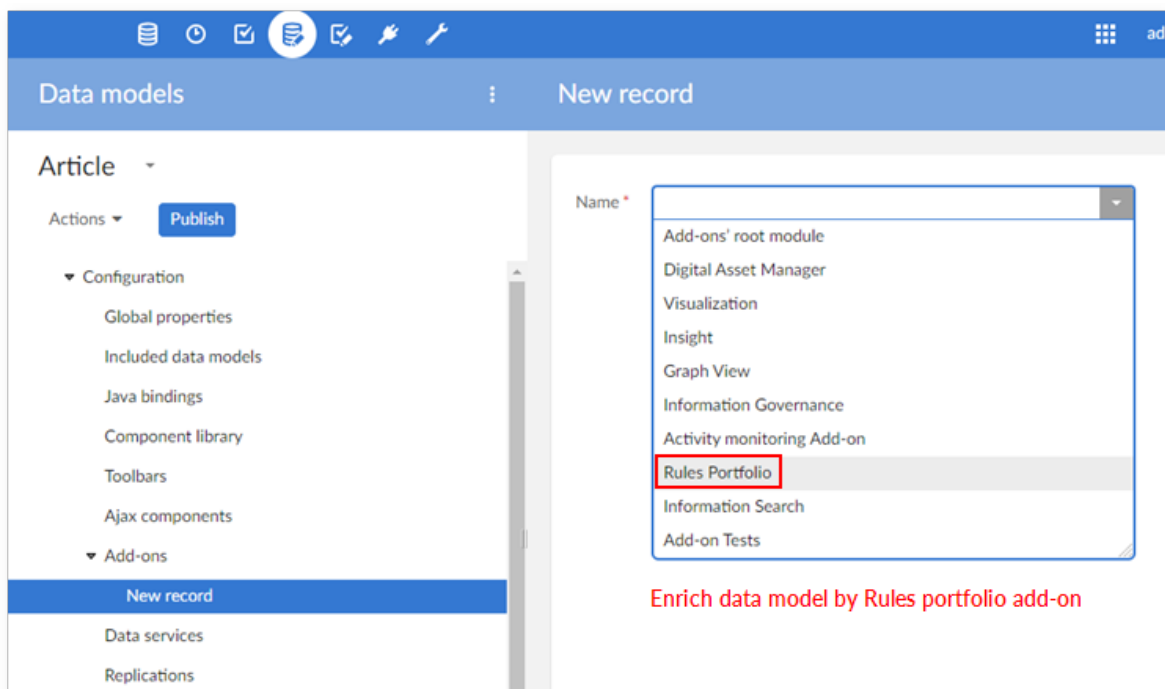 ad
Data models
New record
Article
Actions
Publish
Configuration
Global properties
Included data models
Java bindings
Component library
Toolbars
Ajax components
Add-ons
New record
Data services
Replications
Name *
Add-ons' root module
Digital Asset Manager
Visualization
Insight
Graph View
Information Governance
Activity monitoring Add-on
Rules Portfolio
Information Search
Add-on Tests
Enrich data model by Rules portfolio add-on